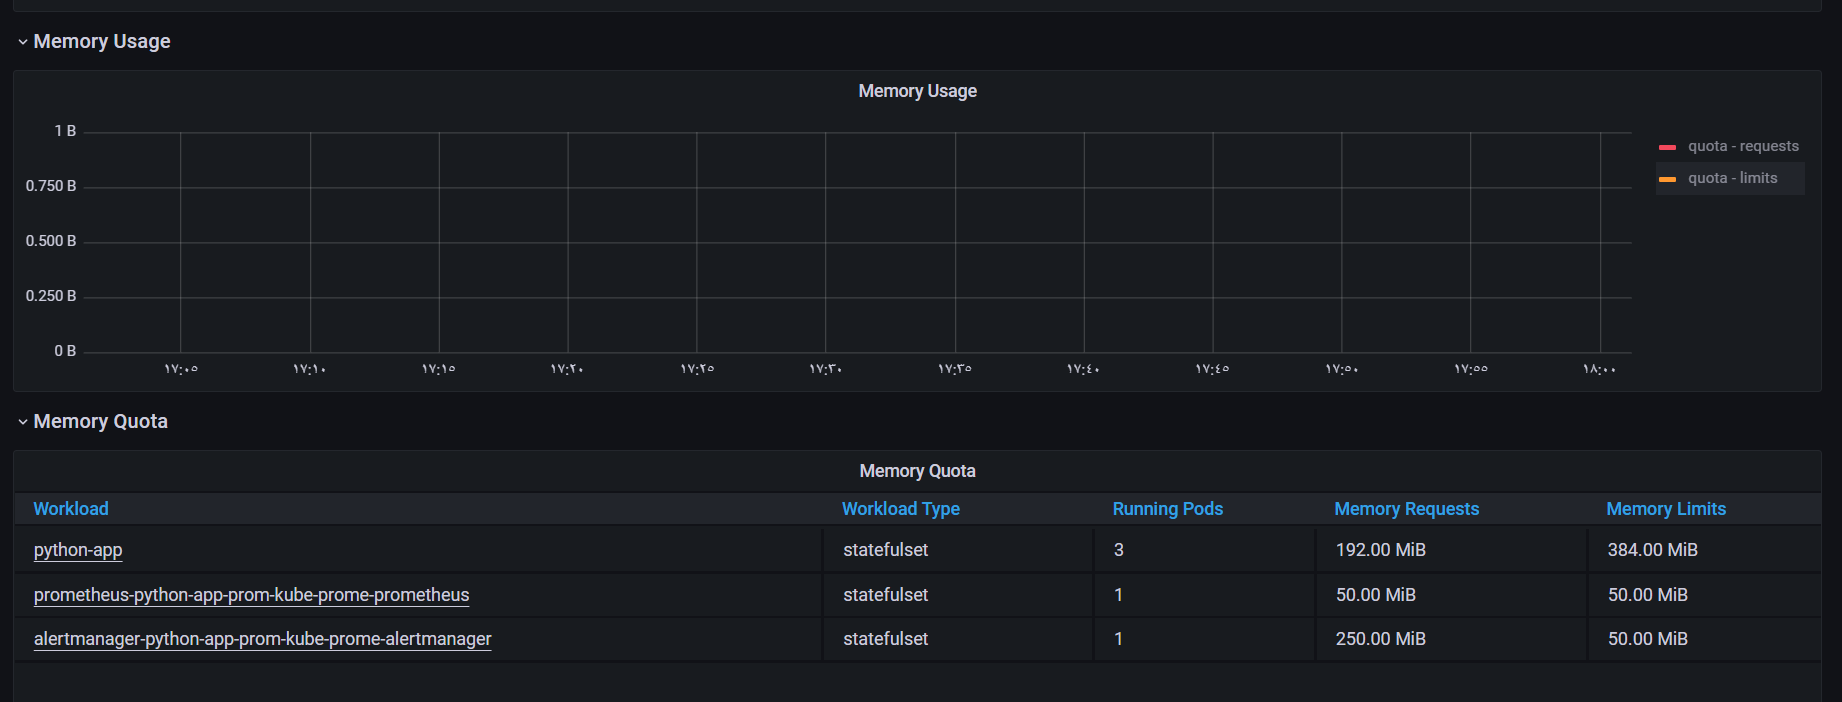 Memory Usage
Memory Usage
1 B
0.750 B
0.500 B
0.250 B
0 B
١٧:٠٥ ١٧:١٠ ١٧:١٥ ١٧:٢٠ ١٧:٢٥ ١٧:٣٠ ١٧:٣٥ ١٧:٤٠ ١٧:٤٥ ١٧:٥٠ ١٧:٥٥ ١٨:٠٠
quota - requests
quota - limits
Memory Quota
Memory Quota
Workload Workload Type Running Pods Memory Requests Memory Limits
python-app statefulset 3 192.00 MiB 384.00 MiB
prometheus-python-app-prom-kube-prome-prometheus statefulset 1 50.00 MiB 50.00 MiB
alertmanager-python-app-prom-kube-prome-alertmanager statefulset 1 250.00 MiB 50.00 MiB